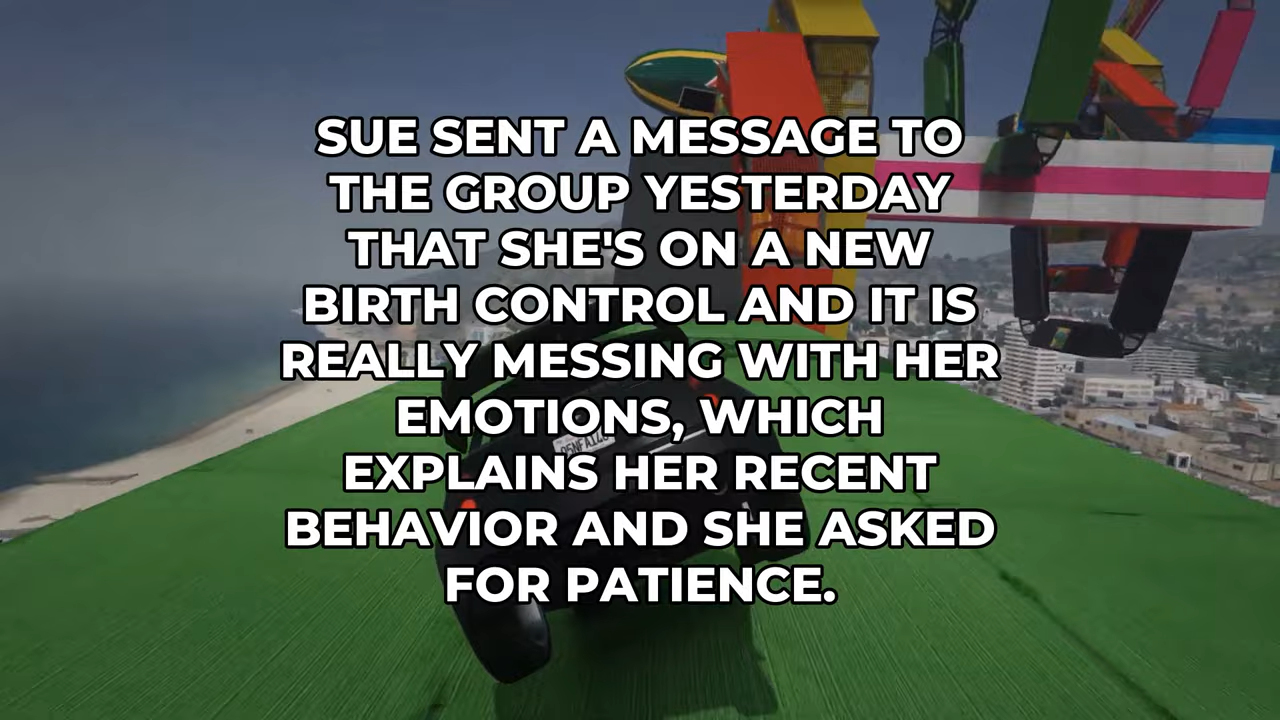 SUE SENT A MESSAGE TO
THE GROUP YESTERDAY
THAT SHE'S ON A NEW
BIRTH CONTROL AND IT IS
REALLY MESSING WITH HER
EMOTIONS, WHICH
EXPLAINS HER RECENT
BEHAVIOR AND SHE ASKED
FOR PATIENCE.